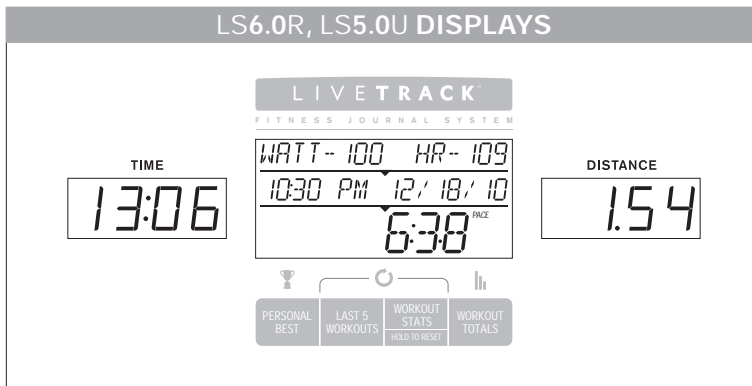 LS6.0R, LS5.0U DISPLAYS
LIVETRACK™
FITNESS JOURNAL SYSTEM
TIME
13:06
WATT- 100 HR- 109
10:30 PM 12/ 18/ 10
6:38 PACE
DISTANCE
1.54
PERSONAL BEST
LAST 5 WORKOUTS
WORKOUT STATS
HOLD TO RESET
WORKOUT TOTALS